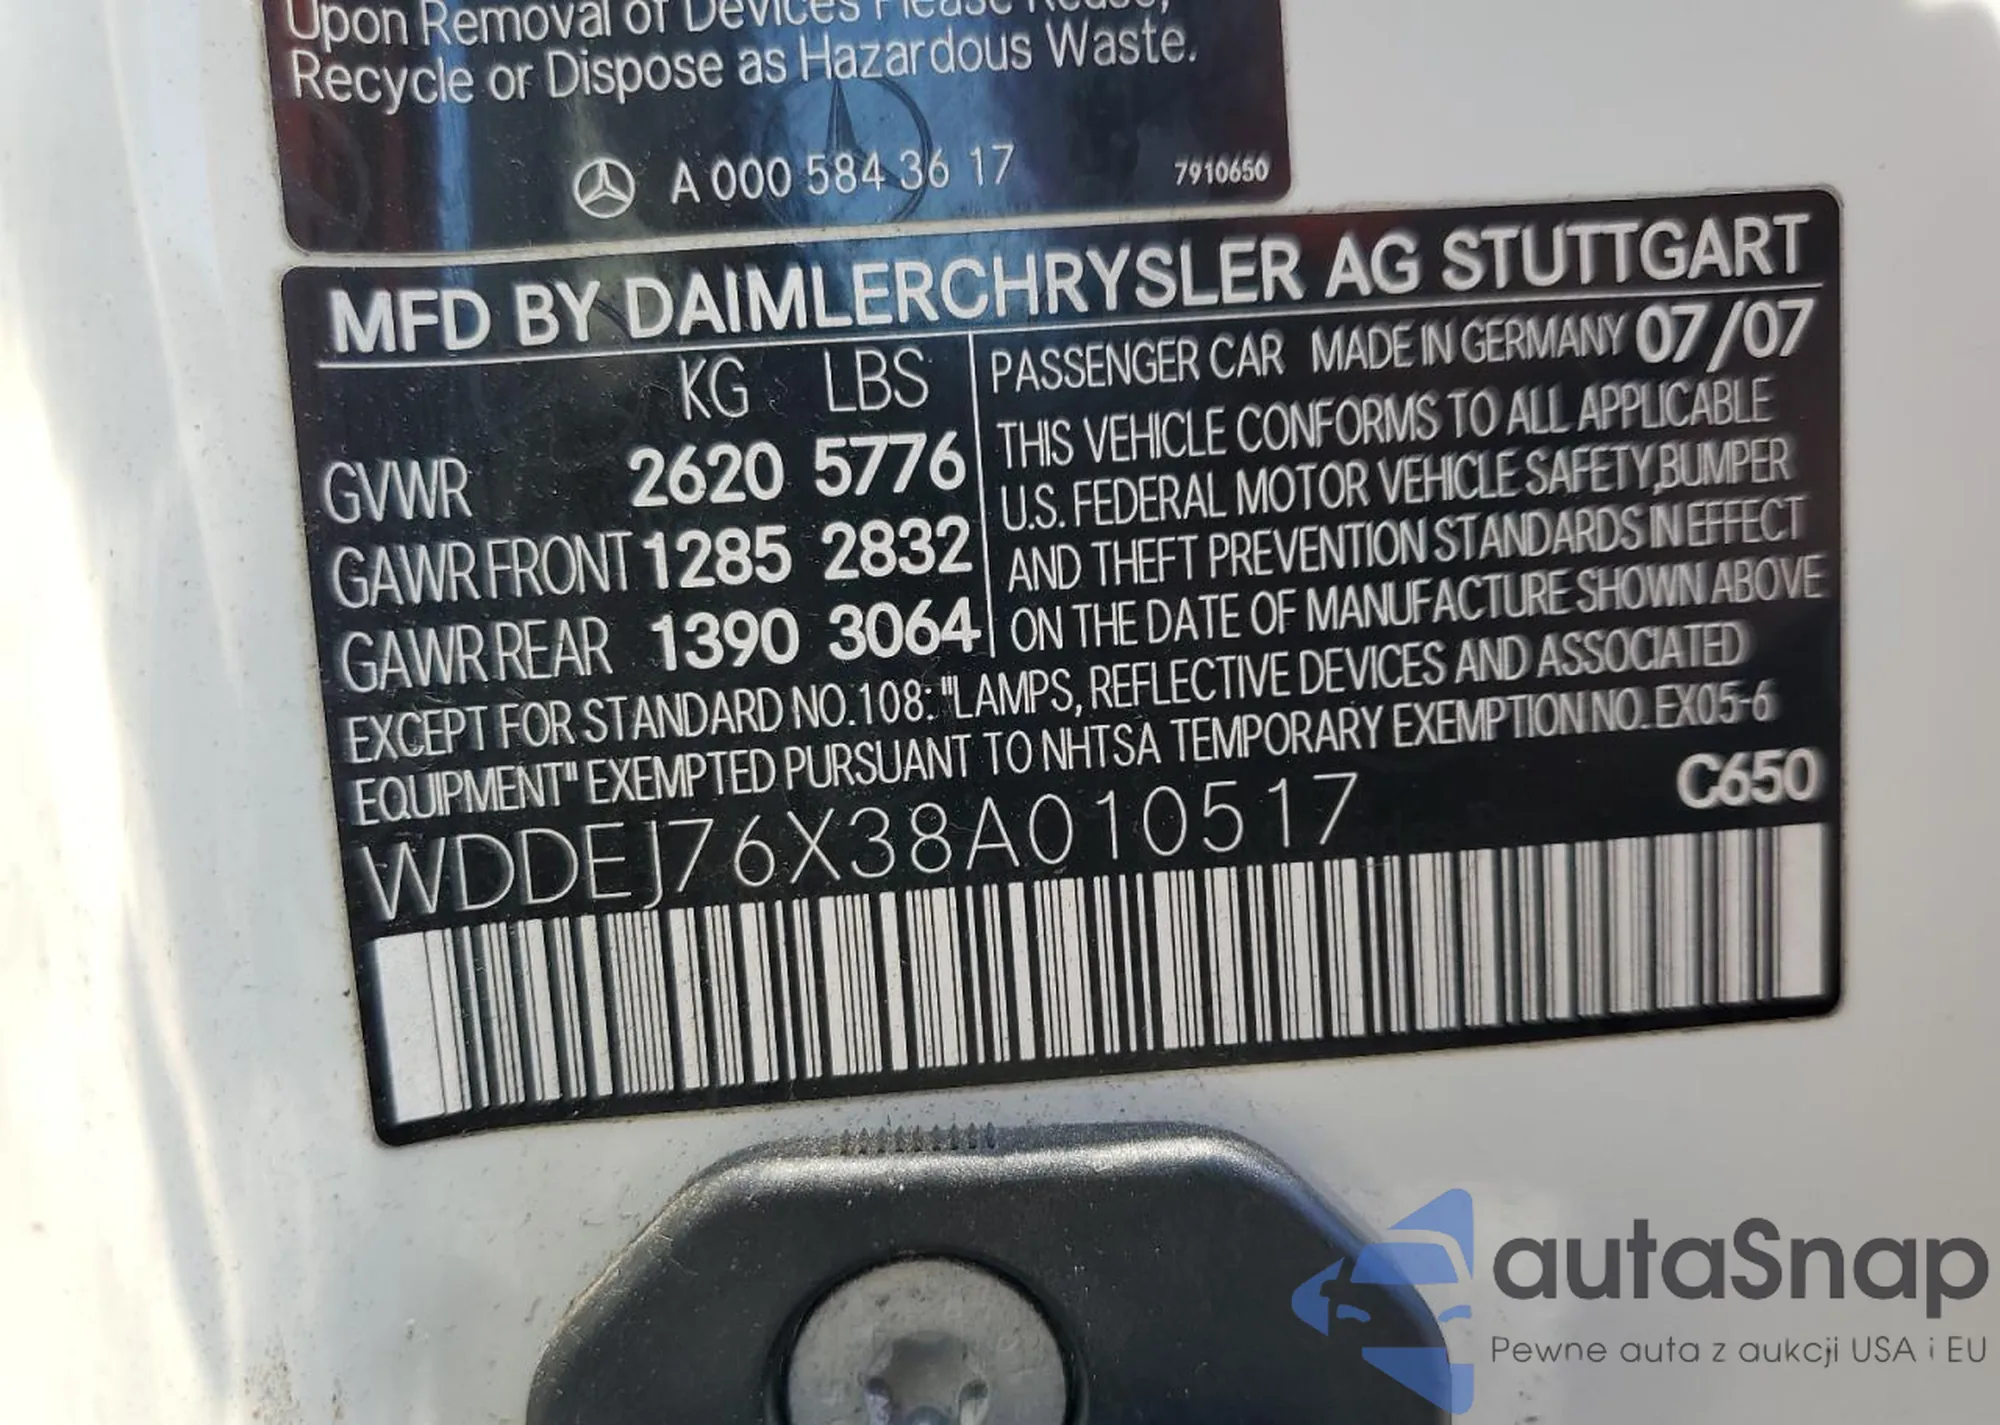 Upon Removal of Devices Please Reuse,
Recycle or Dispose as Hazardous Waste.
A 000 584 36 17
7910650
MFD BY DAIMLERCHRYSLER AG STUTTGART
KG LBS
PASSENGER CAR MADE IN GERMANY 07/07
GVWR 2620 5776
GAWR FRONT 1285 2832
GAWR REAR 1390 3064
THIS VEHICLE CONFORMS TO ALL APPLICABLE
U.S. FEDERAL MOTOR VEHICLE SAFETY,BUMPER
AND THEFT PREVENTION STANDARDS IN EFFECT
ON THE DATE OF MANUFACTURE SHOWN ABOVE
EXCEPT FOR STANDARD NO.108: "LAMPS, REFLECTIVE DEVICES AND ASSOCIATED
EQUIPMENT" EXEMPTED PURSUANT TO NHTSA TEMPORARY EXEMPTION NO. EX05-6
WDDEJ76X38A010517
C650
autaSnap
Pewne auta z aukcji USA i EU